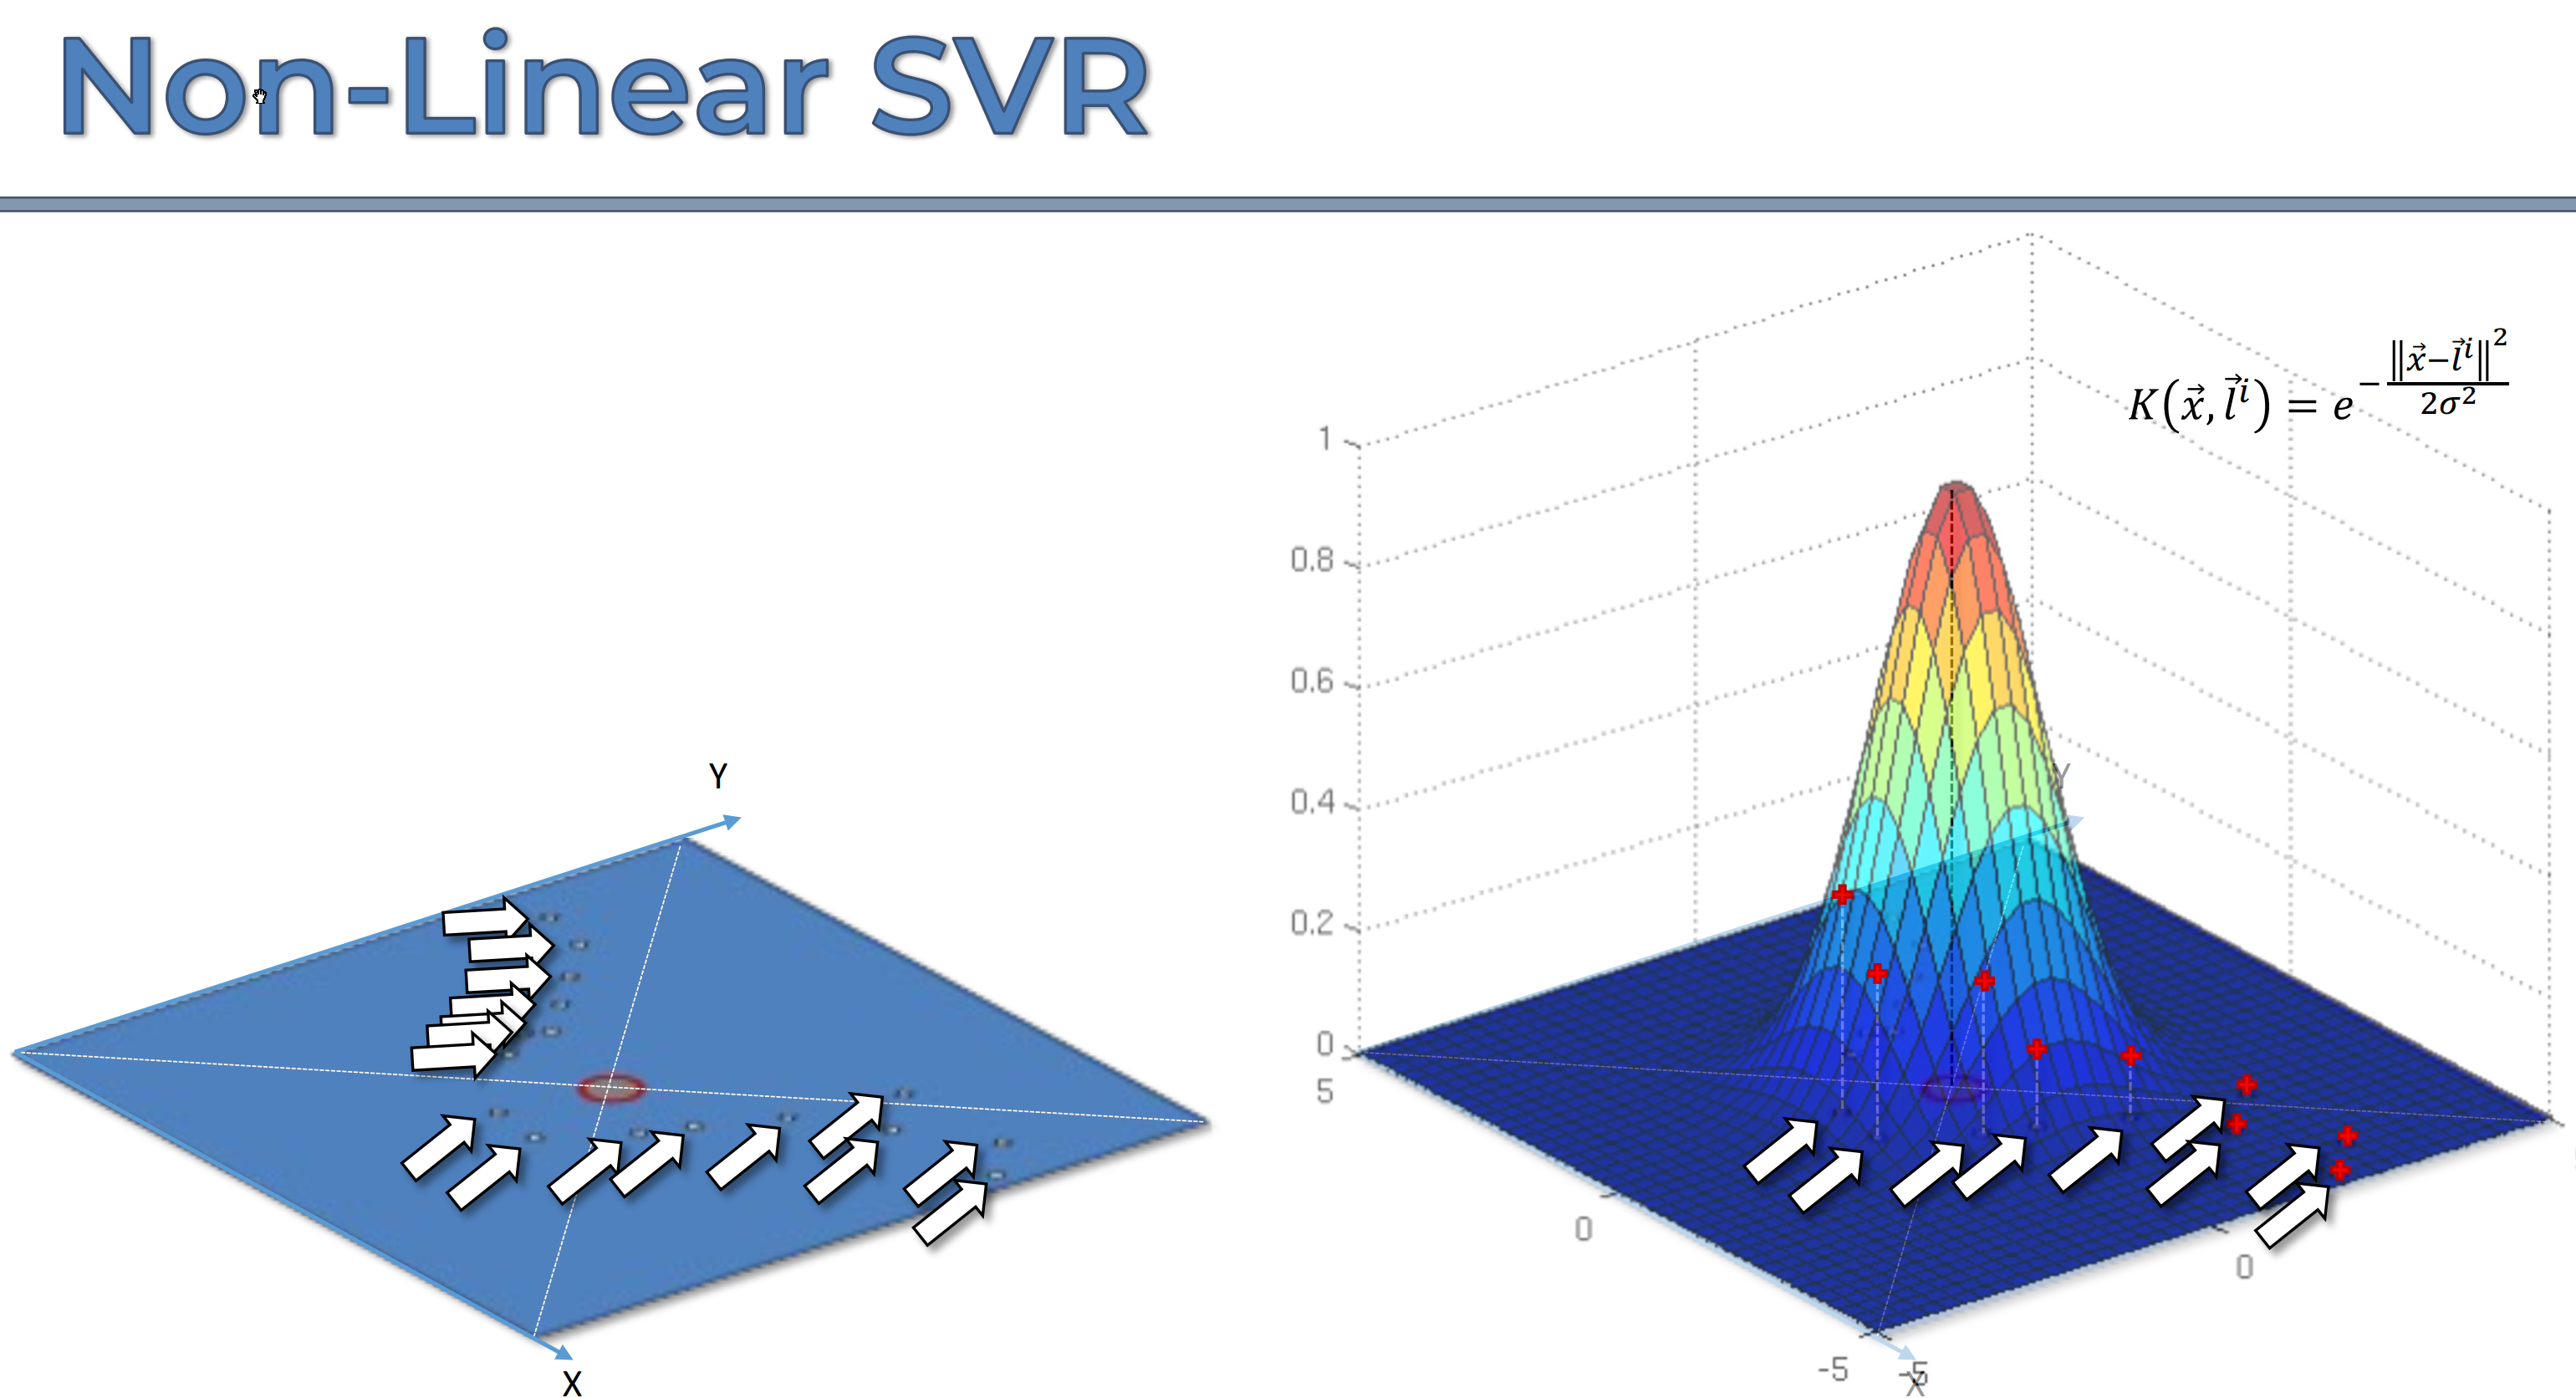 Non-Linear SVR
Y
X
K(x⃗, l⃗ⁱ) = e^(−‖x⃗−l⃗ⁱ‖²/2σ²)
1
0.8
0.6
0.4
0.2
0
5
0
-5
-5
0
Y
X